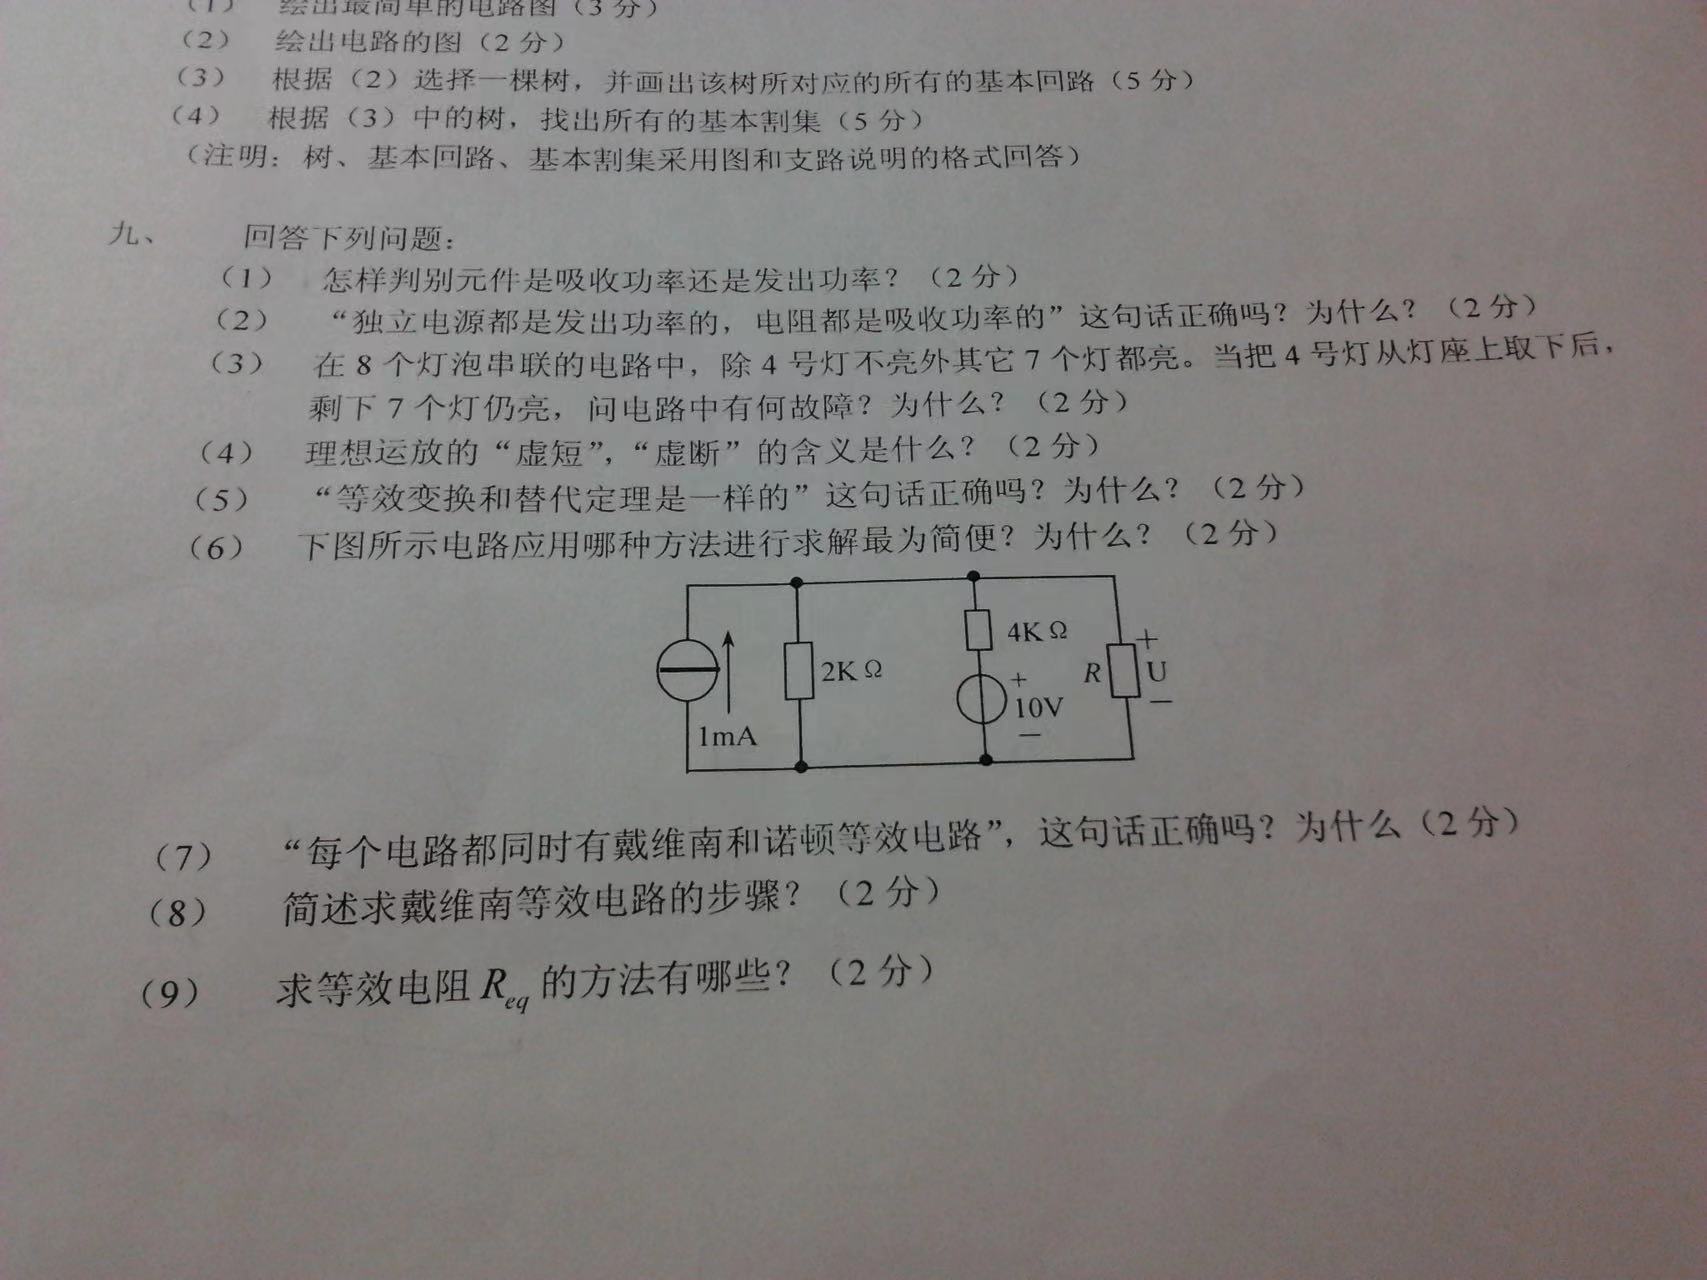 (1) 绘出最简单的电路图（3 分）
（2） 绘出电路的图（2 分）
（3） 根据（2）选择一棵树，并画出该树所对应的所有的基本回路（5 分）
（4） 根据（3）中的树，找出所有的基本割集（5 分）
（注明：树、基本回路、基本割集采用图和支路说明的格式回答）
九、 回答下列问题：
（1） 怎样判别元件是吸收功率还是发出功率？（2 分）
（2） “独立电源都是发出功率的，电阻都是吸收功率的”这句话正确吗？为什么？（2 分）
（3） 在 8 个灯泡串联的电路中，除 4 号灯不亮外其它 7 个灯都亮。当把 4 号灯从灯座上取下后，
剩下 7 个灯仍亮，问电路中有何故障？为什么？（2 分）
（4） 理想运放的“虚短”，“虚断”的含义是什么？（2 分）
（5） “等效变换和替代定理是一样的”这句话正确吗？为什么？（2 分）
（6） 下图所示电路应用哪种方法进行求解最为简便？为什么？（2 分）
4K Ω
+
2K Ω
R
U
+
10V
−
−
1mA
（7） “每个电路都同时有戴维南和诺顿等效电路”，这句话正确吗？为什么（2 分）
（8） 简述求戴维南等效电路的步骤？（2 分）
（9） 求等效电阻 Req 的方法有哪些？（2 分）